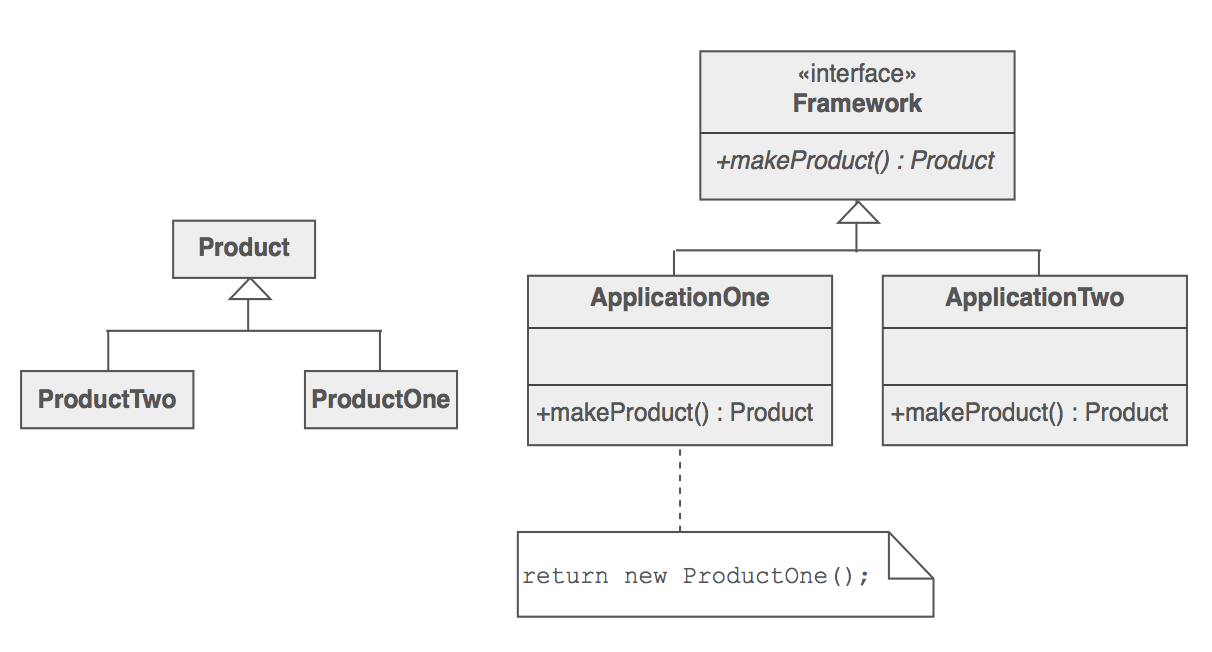 «interface»
Framework
+makeProduct() : Product
Product
ProductTwo
ProductOne
ApplicationOne
+makeProduct() : Product
ApplicationTwo
+makeProduct() : Product
return new ProductOne();